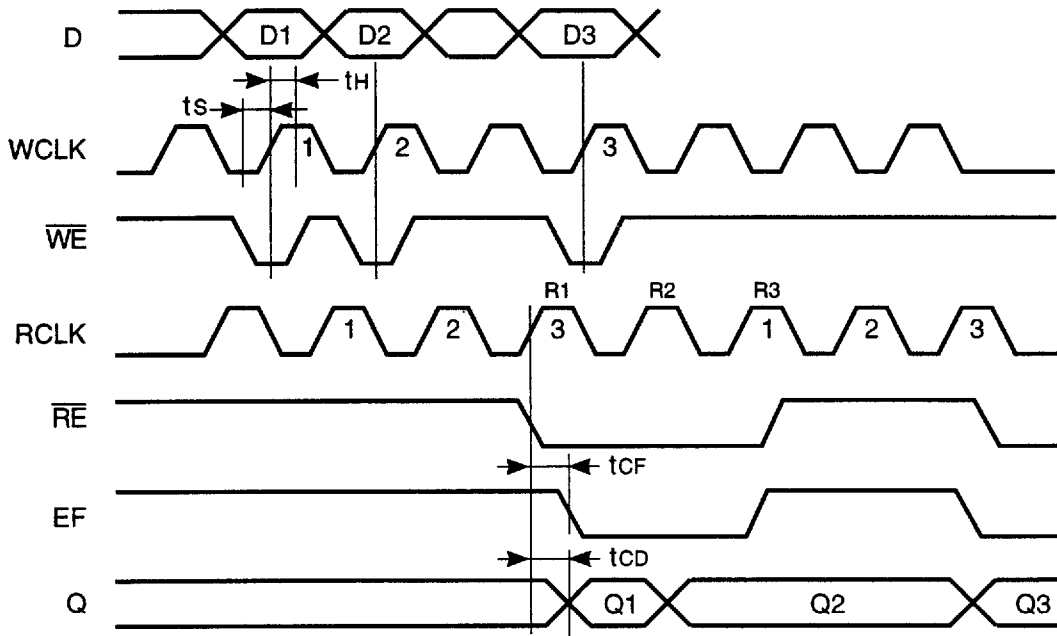 D D1 D2 D3
tH
tS
WCLK 1 2 3
WE
R1 R2 R3
RCLK 1 2 3 1 2 3
RE
tCF
EF
tCD
Q Q1 Q2 Q3